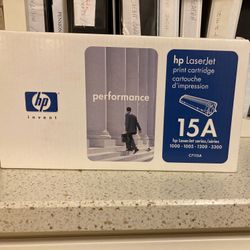 hp LaserJet
print cartridge
cartouche
d'impression
hp
invent
performance
15A
hp LaserJet series/séries
1000 · 1005 · 1200 · 3300
C7115A